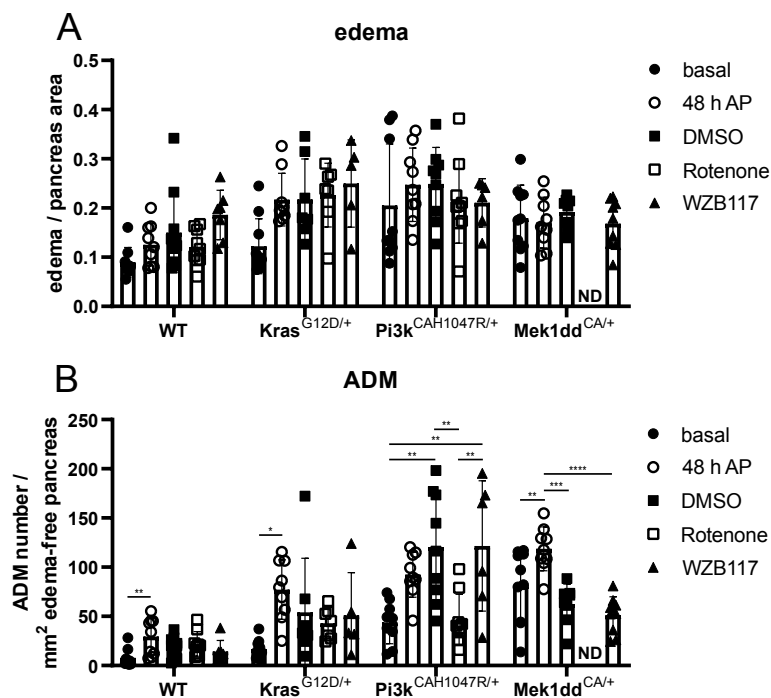 A
edema
edema / pancreas area
0.5
0.4
0.3
0.2
0.1
0.0
ND
WT
Kras^G12D/+
Pi3k^CAH1047R/+
Mek1dd^CA/+
basal
48 h AP
DMSO
Rotenone
WZB117
B
ADM
ADM number /
mm² edema-free pancreas
250
200
150
100
50
0
**
*
**
**
**
**
**
***
****
ND
WT
Kras^G12D/+
Pi3k^CAH1047R/+
Mek1dd^CA/+
basal
48 h AP
DMSO
Rotenone
WZB117